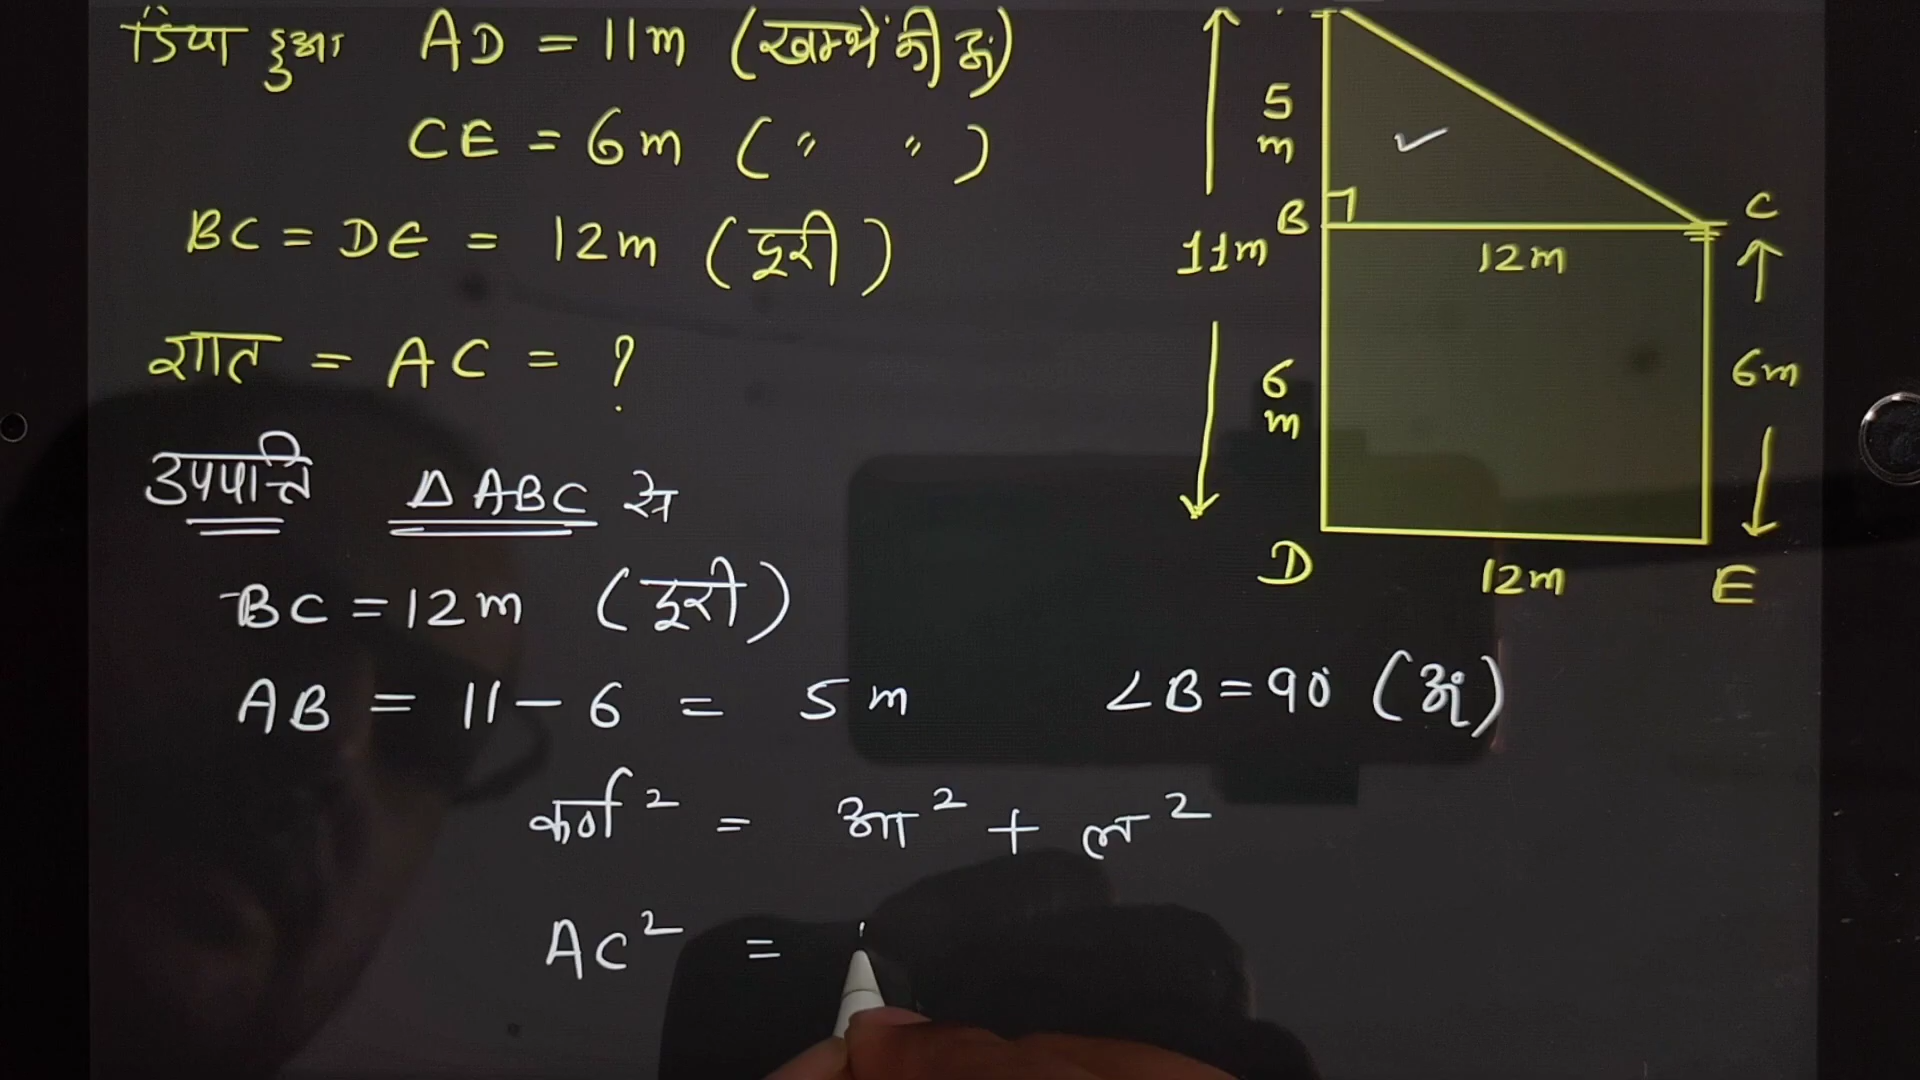 दिया हुआ AD = 11m (खम्भे की ऊं)
CE = 6m ( " " )
BC = DE = 12m (दूरी)
ज्ञात = AC = ?
उपपत्ति Δ ABC से
BC = 12m (दूरी)
AB = 11 - 6 = 5 m ∠B = 90° (अं)
कर्ण² = आ² + ल²
AC² =
5 m
B
C
11m
12m
6 m
6m
D
12m
E